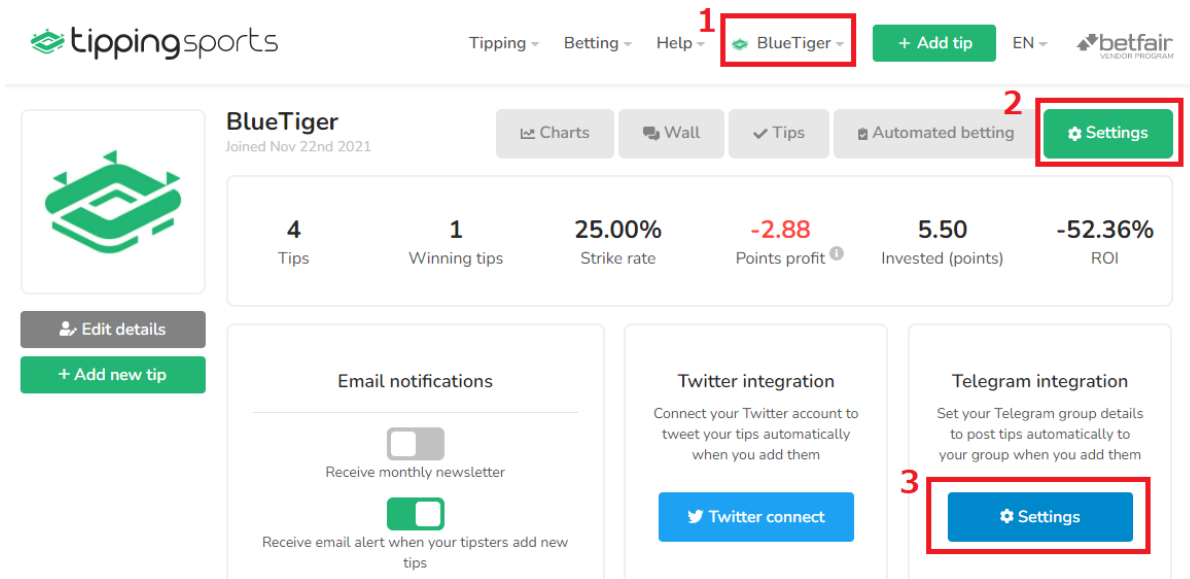 1
tippingsports
Tipping
Betting
Help
BlueTiger
+ Add tip
EN
betfair
VENDOR PROGRAM
2
BlueTiger
Joined Nov 22nd 2021
Charts
Wall
Tips
Automated betting
Settings
4
Tips
1
Winning tips
25.00%
Strike rate
-2.88
Points profit
5.50
Invested (points)
-52.36%
ROI
Edit details
+ Add new tip
Email notifications
Receive monthly newsletter
Receive email alert when your tipsters add new
tips
Twitter integration
Connect your Twitter account to
tweet your tips automatically
when you add them
Twitter connect
Telegram integration
Set your Telegram group details
to post tips automatically to
your group when you add them
3
Settings